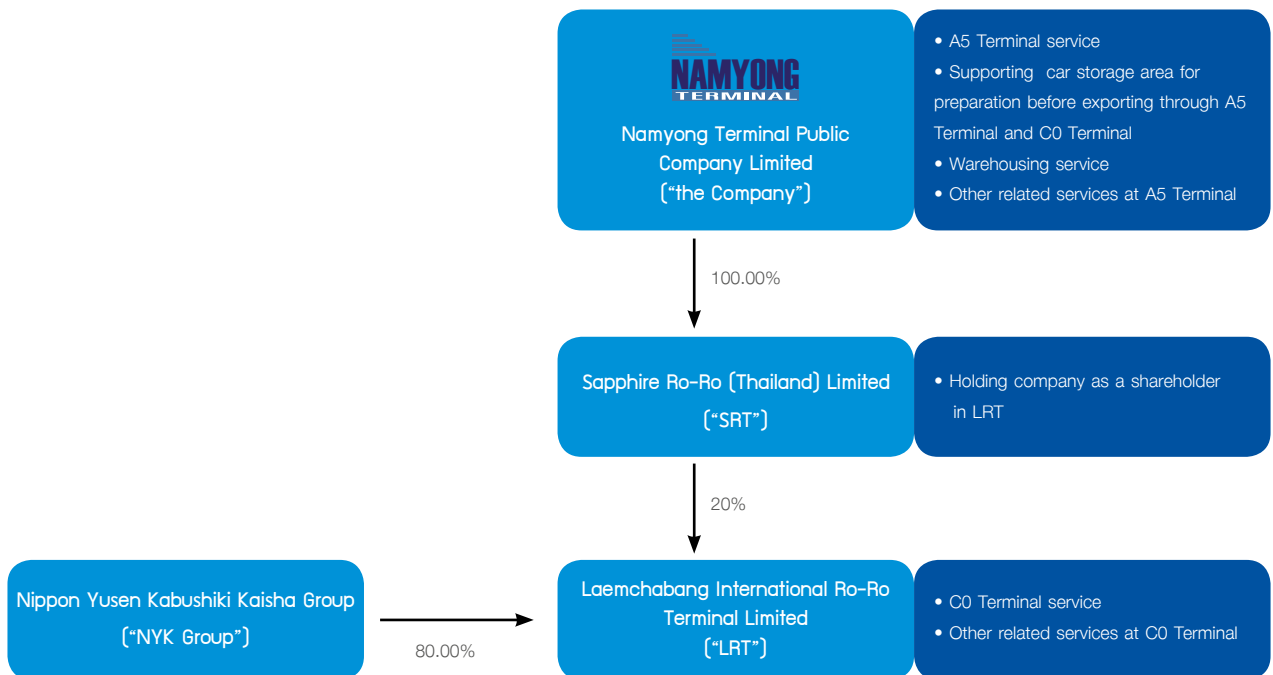 NAMYONG
TERMINAL
Namyong Terminal Public
Company Limited
(“the Company”)
• A5 Terminal service
• Supporting car storage area for
preparation before exporting through A5
Terminal and C0 Terminal
• Warehousing service
• Other related services at A5 Terminal
100.00%
Sapphire Ro-Ro (Thailand) Limited
(“SRT”)
• Holding company as a shareholder
in LRT
20%
Nippon Yusen Kabushiki Kaisha Group
(“NYK Group”)
80.00%
Laemchabang International Ro-Ro
Terminal Limited
(“LRT”)
• C0 Terminal service
• Other related services at C0 Terminal